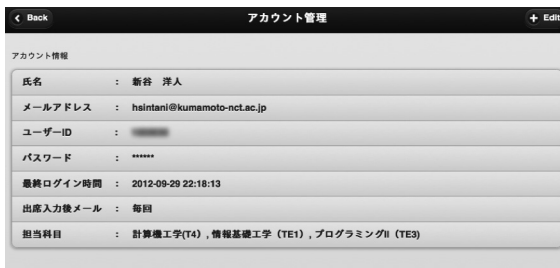 Back アカウント管理 + Edit
アカウント情報
氏名 : 新谷 洋人
メールアドレス : hsintani@kumamoto-nct.ac.jp
ユーザーID :
パスワード : ******
最終ログイン時間 : 2012-09-29 22:18:13
出席入力後メール : 毎回
担当科目 : 計算機工学(T4) , 情報基礎工学（TE1）, プログラミングII（TE3)